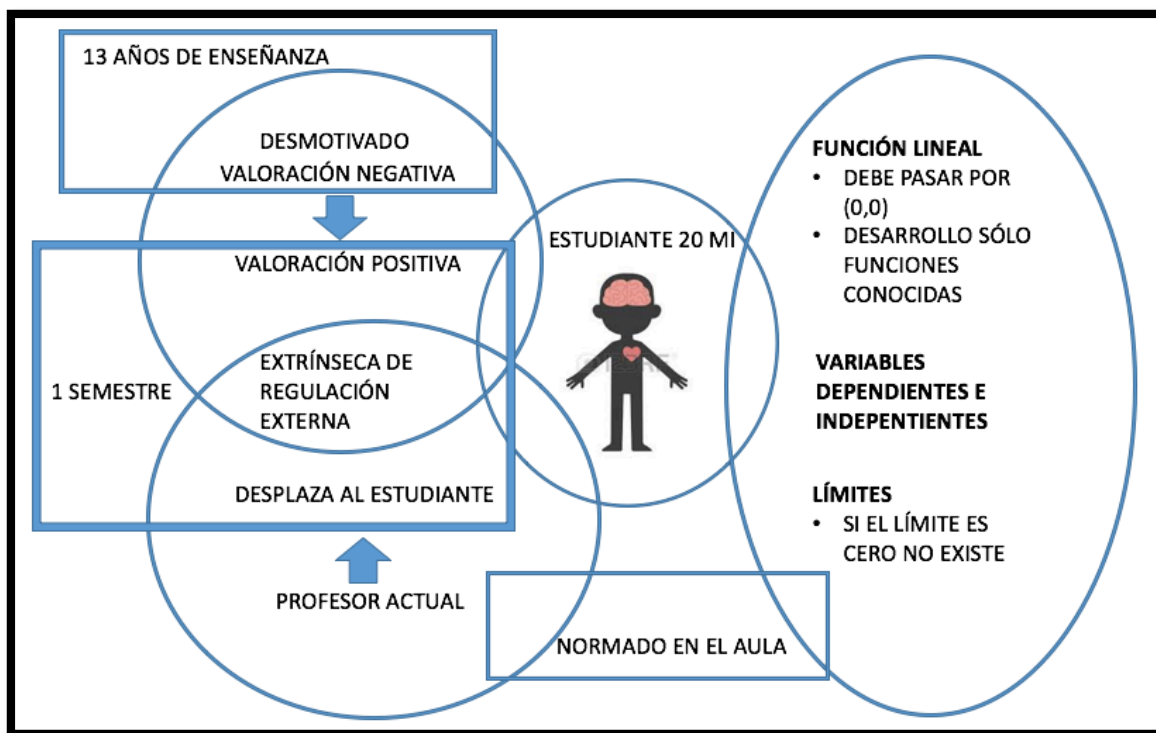 13 AÑOS DE ENSEÑANZA
DESMOTIVADO
VALORACIÓN NEGATIVA
VALORACIÓN POSITIVA
1 SEMESTRE
EXTRÍNSECA DE
REGULACIÓN
EXTERNA
DESPLAZA AL ESTUDIANTE
PROFESOR ACTUAL
ESTUDIANTE 20 MI
NORMADO EN EL AULA
FUNCIÓN LINEAL
• DEBE PASAR POR
(0,0)
• DESARROLLO SÓLO
FUNCIONES
CONOCIDAS
VARIABLES
DEPENDIENTES E
INDEPENTIENTES
LÍMITES
• SI EL LÍMITE ES
CERO NO EXISTE